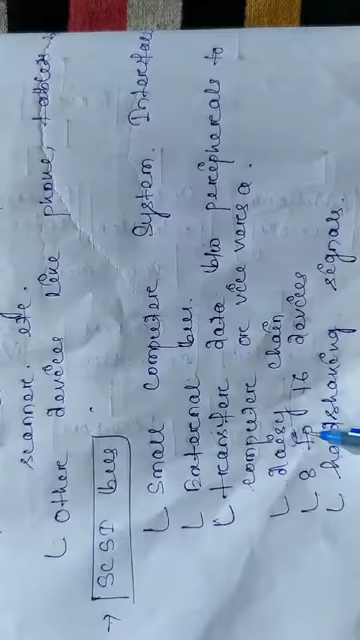 scanner etc.
Other devices like phone, tablet
→ SCSI bus
Small computer System Interface
External bus.
transfer data b/w peripherals to
computer or vice varsa.
daisy chain
8 to 16 devices
handshaking signals.